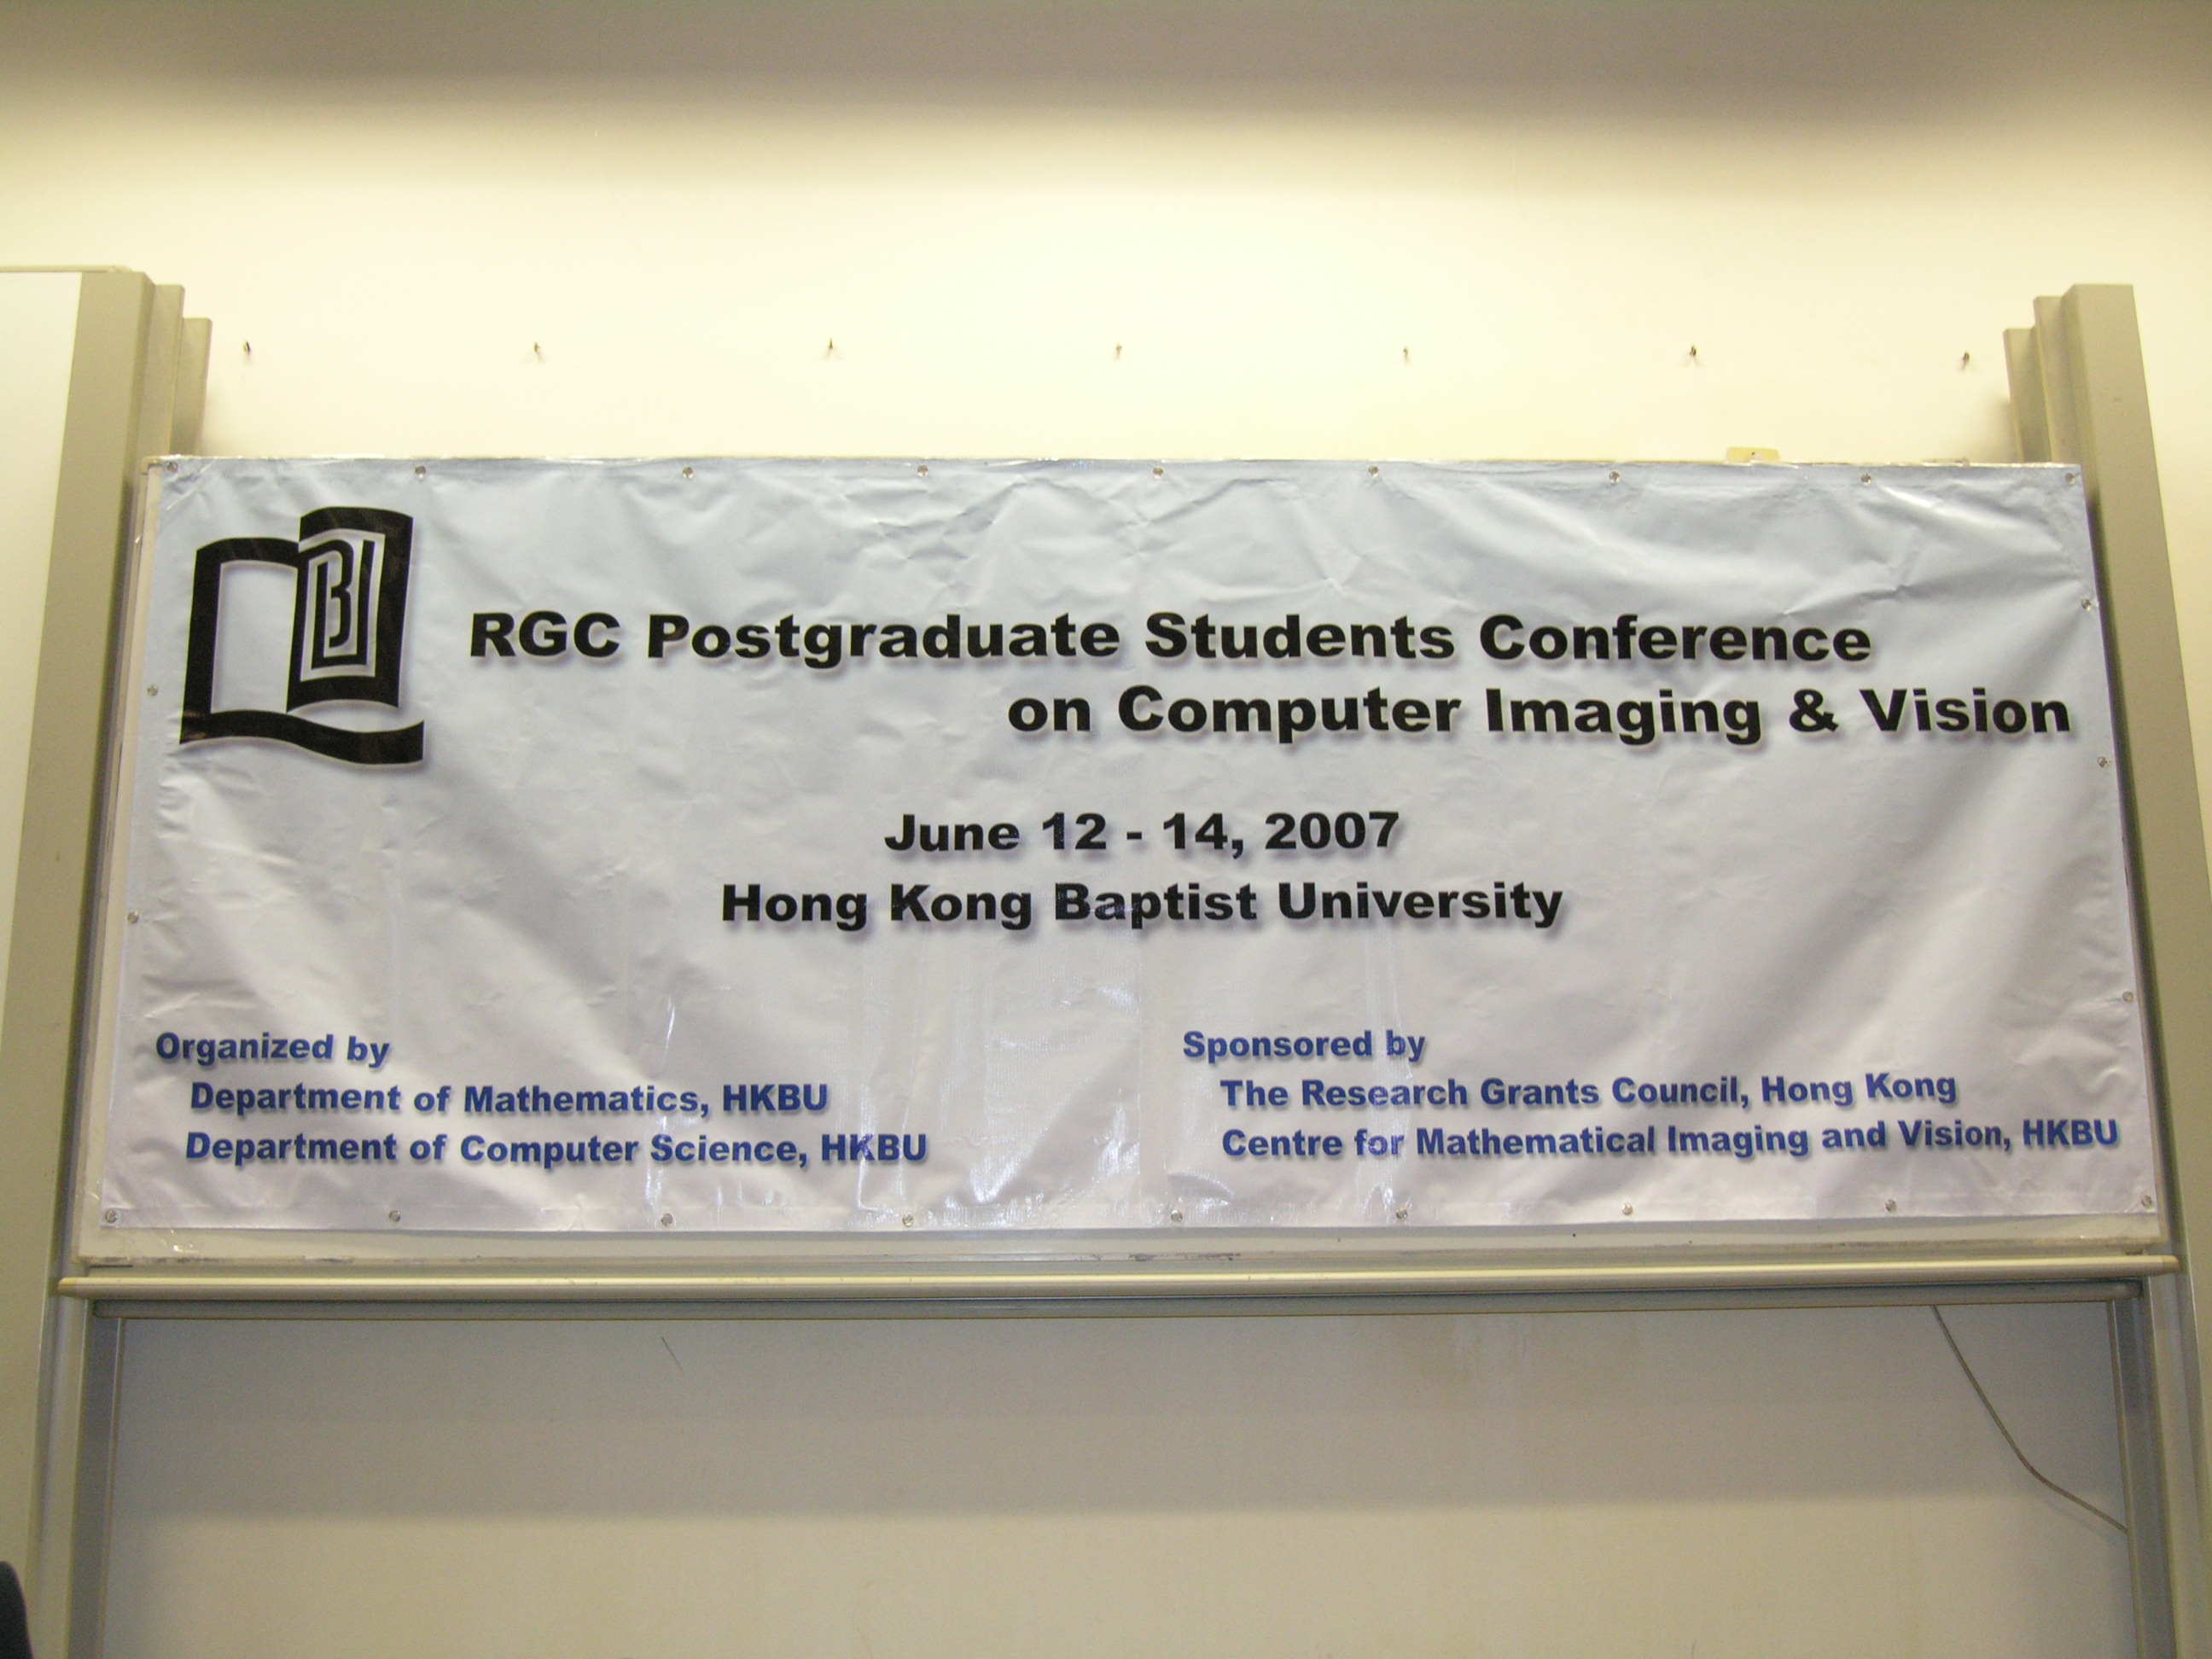 RGC Postgraduate Students Conference
on Computer Imaging & Vision
June 12 - 14, 2007
Hong Kong Baptist University
Organized by
Department of Mathematics, HKBU
Department of Computer Science, HKBU
Sponsored by
The Research Grants Council, Hong Kong
Centre for Mathematical Imaging and Vision, HKBU